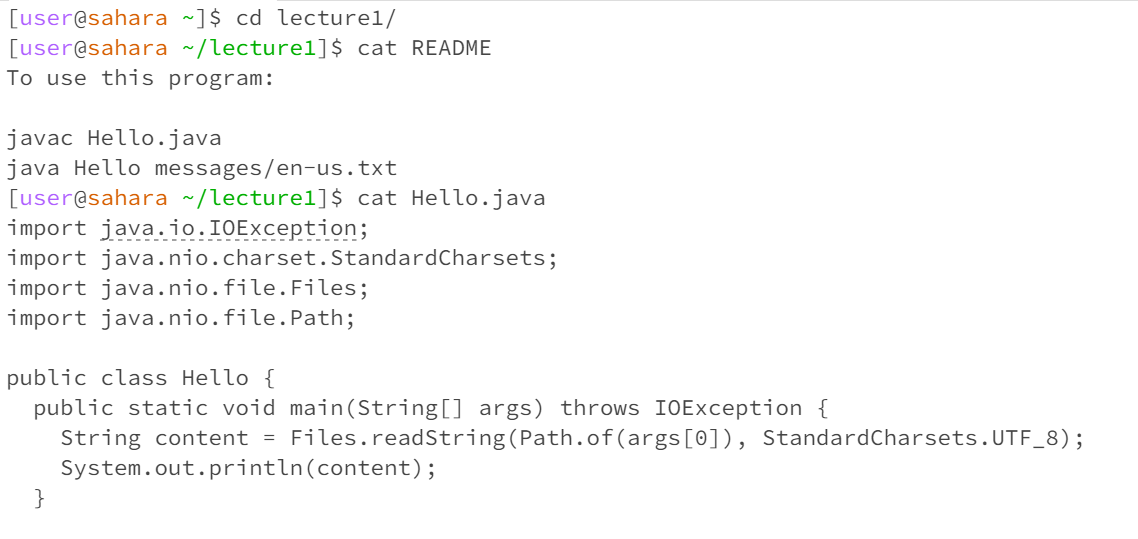 [user@sahara ~]$ cd lecture1/
[user@sahara ~/lecture1]$ cat README
To use this program:

javac Hello.java
java Hello messages/en-us.txt
[user@sahara ~/lecture1]$ cat Hello.java
import java.io.IOException;
import java.nio.charset.StandardCharsets;
import java.nio.file.Files;
import java.nio.file.Path;

public class Hello {
  public static void main(String[] args) throws IOException {
    String content = Files.readString(Path.of(args[0]), StandardCharsets.UTF_8);
    System.out.println(content);
  }